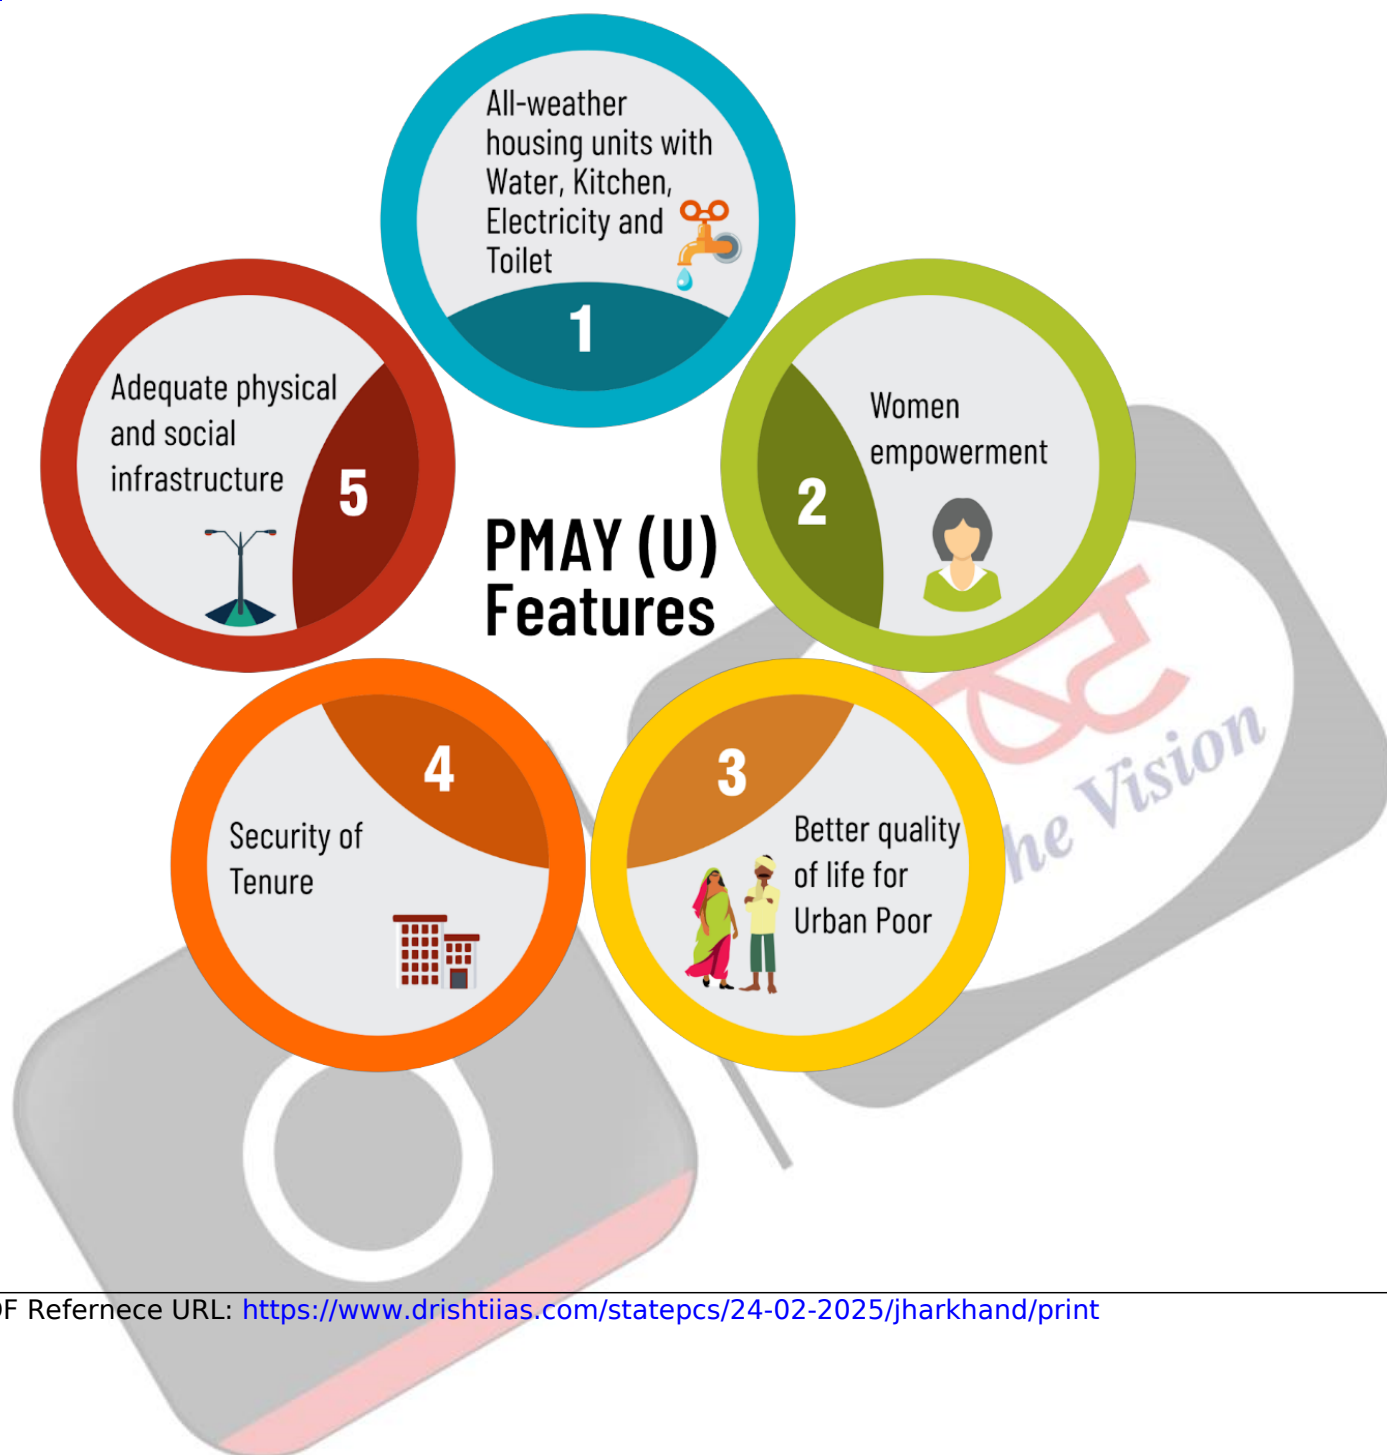 All-weather
housing units with
Water, Kitchen,
Electricity and
Toilet
1
Women
empowerment
2
3
Better quality
of life for
Urban Poor
4
Security of
Tenure
Adequate physical
and social
infrastructure
5
PMAY (U)
Features
he Vision
F Refernece URL: https://www.drishtiias.com/statepcs/24-02-2025/jharkhand/print